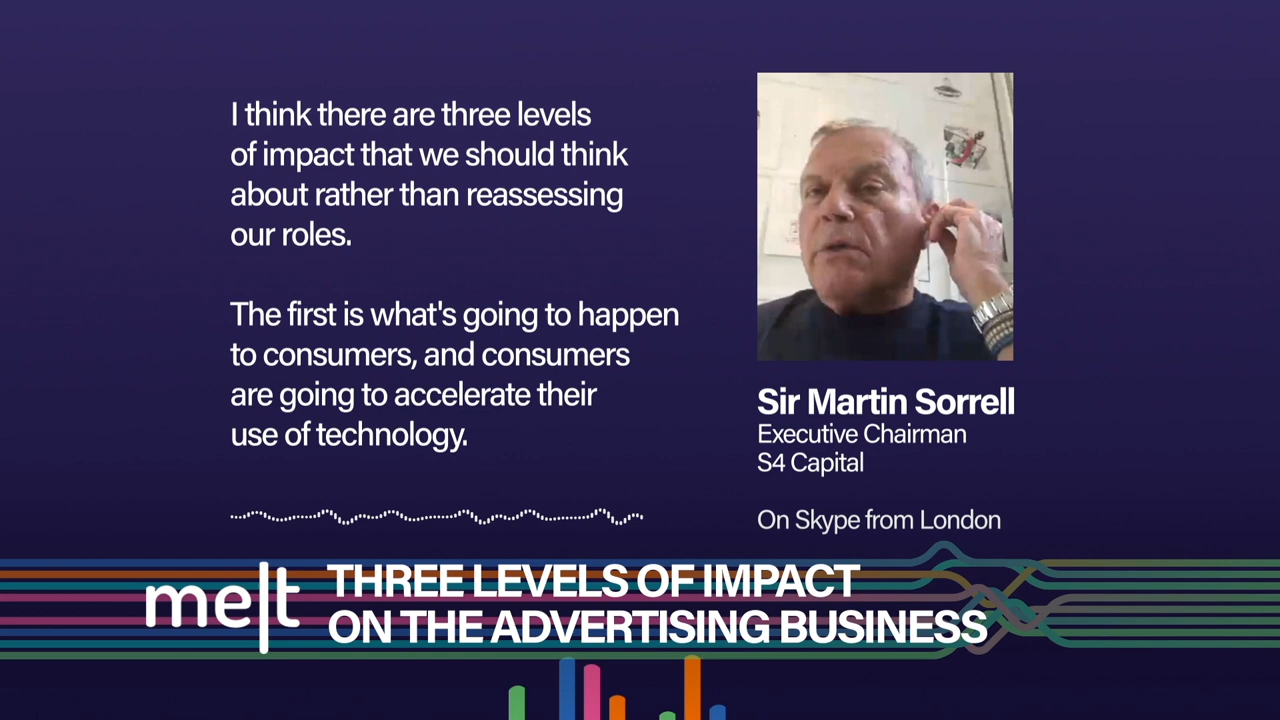 I think there are three levels
of impact that we should think
about rather than reassessing
our roles.
The first is what's going to happen
to consumers, and consumers
are going to accelerate their
use of technology.
Sir Martin Sorrell
Executive Chairman
S4 Capital
On Skype from London
melt
THREE LEVELS OF IMPACT
ON THE ADVERTISING BUSINESS